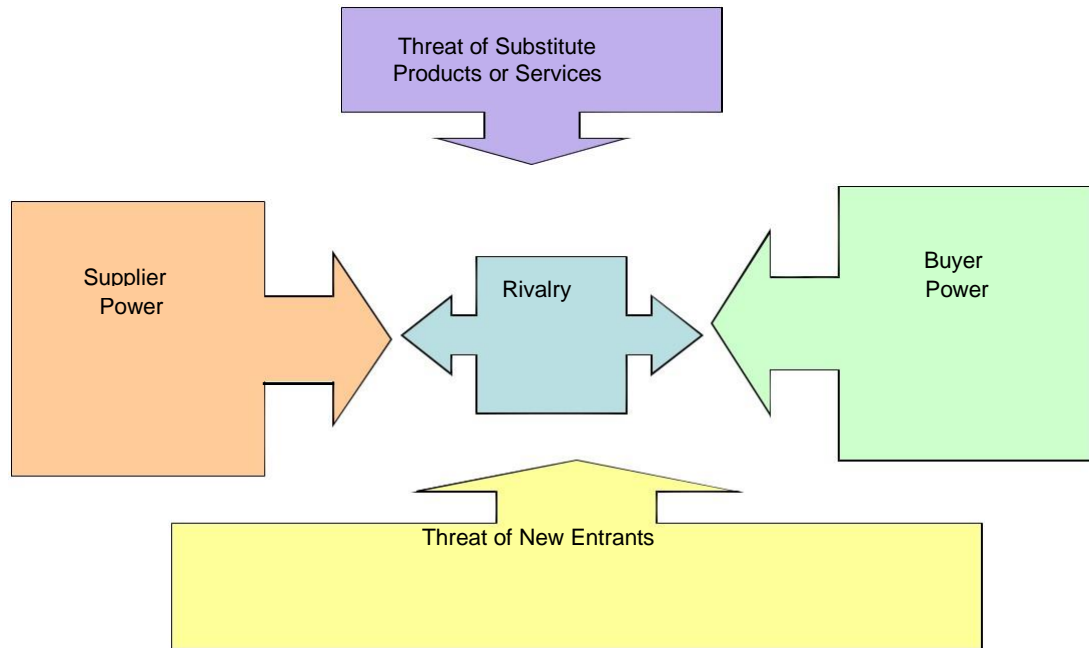 Threat of Substitute
Products or Services
Supplier
Power
Rivalry
Buyer
Power
Threat of New Entrants